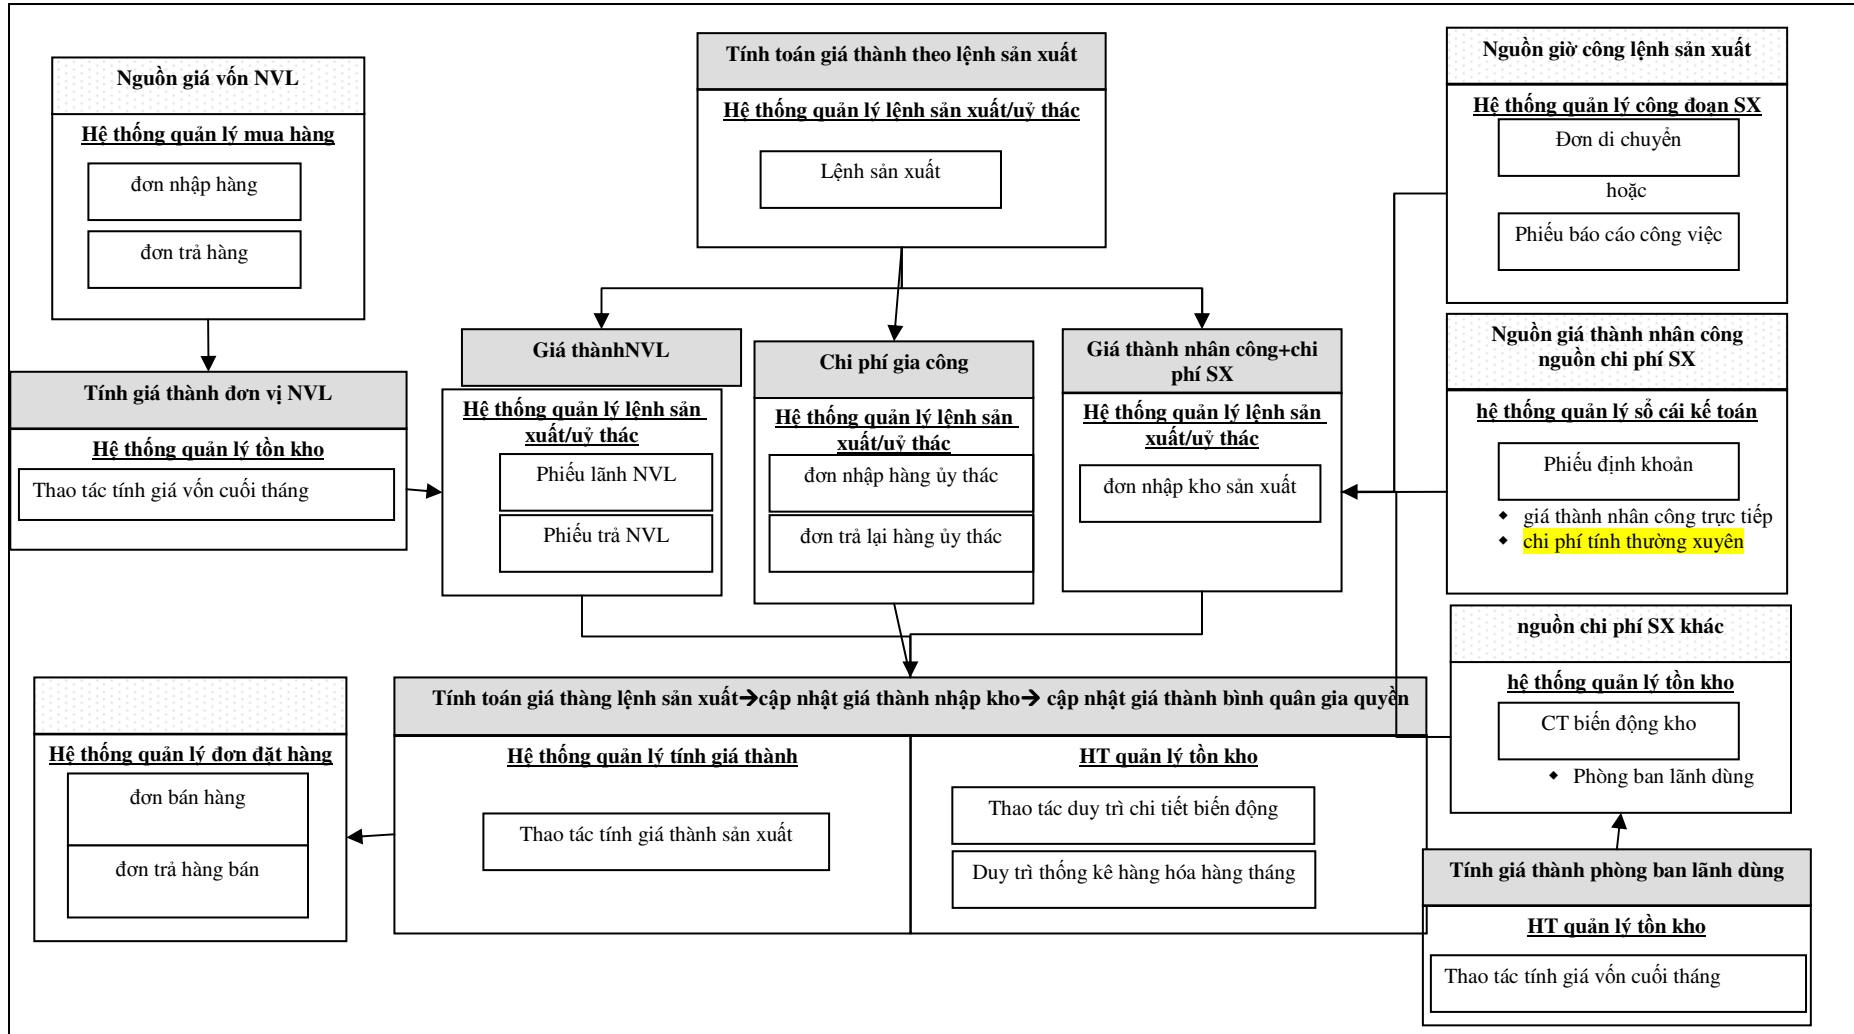 Nguồn giá vốn NVL
Hệ thống quản lý mua hàng
đơn nhập hàng
đơn trả hàng
Tính toán giá thành theo lệnh sản xuất
Hệ thống quản lý lệnh sản xuất/uỷ thác
Lệnh sản xuất
Nguồn giờ công lệnh sản xuất
Hệ thống quản lý công đoạn SX
Đơn di chuyển
hoặc
Phiếu báo cáo công việc
Tính giá thành đơn vị NVL
Hệ thống quản lý tồn kho
Thao tác tính giá vốn cuối tháng
Giá thànhNVL
Hệ thống quản lý lệnh sản
xuất/uỷ thác
Phiếu lãnh NVL
Phiếu trả NVL
Chi phí gia công
Hệ thống quản lý lệnh sản
xuất/uỷ thác
đơn nhập hàng ủy thác
đơn trả lại hàng ủy thác
Giá thành nhân công+chi
phí SX
Hệ thống quản lý lệnh sản
xuất/uỷ thác
đơn nhập kho sản xuất
Nguồn giá thành nhân công
nguồn chi phí SX
hệ thống quản lý sổ cái kế toán
Phiếu định khoản
◆ giá thành nhân công trực tiếp
◆ chi phí tính thường xuyên
nguồn chi phí SX khác
hệ thống quản lý tồn kho
CT biến động kho
◆ Phòng ban lãnh dùng
Hệ thống quản lý đơn đặt hàng
đơn bán hàng
đơn trả hàng bán
Tính toán giá thàng lệnh sản xuất➔cập nhật giá thành nhập kho➔ cập nhật giá thành bình quân gia quyền
Hệ thống quản lý tính giá thành
Thao tác tính giá thành sản xuất
HT quản lý tồn kho
Thao tác duy trì chi tiết biến động
Duy trì thống kê hàng hóa hàng tháng
Tính giá thành phòng ban lãnh dùng
HT quản lý tồn kho
Thao tác tính giá vốn cuối tháng